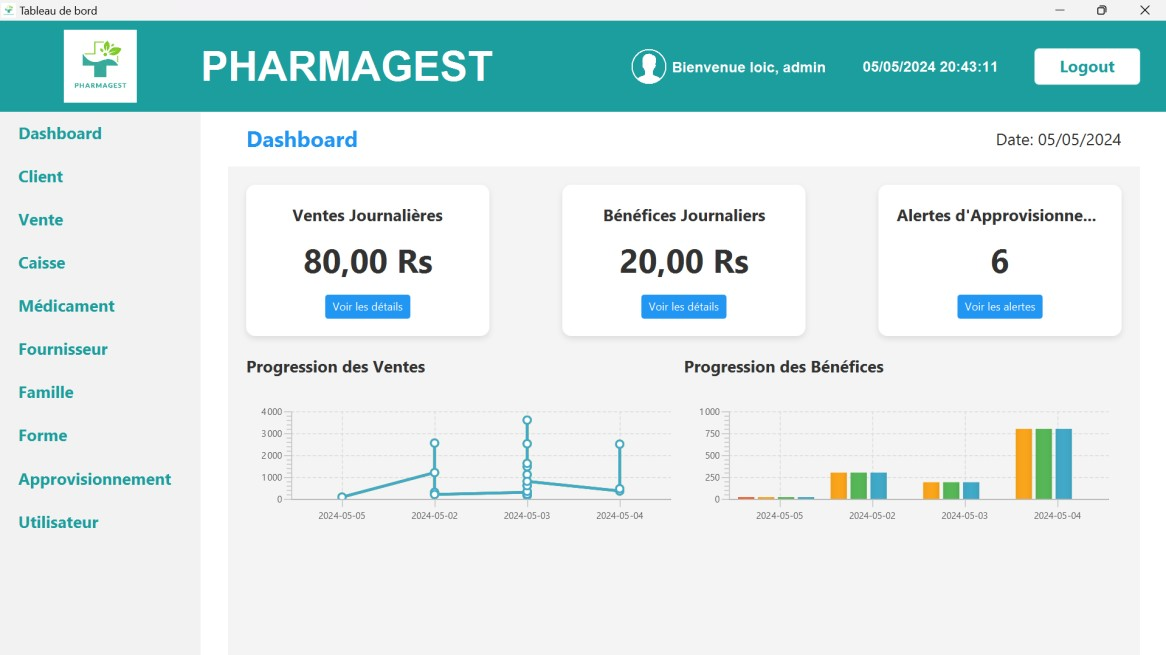 Tableau de bord
PHARMAGEST
PHARMAGEST
Bienvenue loic, admin
05/05/2024 20:43:11
Logout
Dashboard
Client
Vente
Caisse
Médicament
Fournisseur
Famille
Forme
Approvisionnement
Utilisateur
Dashboard
Date: 05/05/2024
Ventes Journalières
80,00 Rs
Voir les détails
Bénéfices Journaliers
20,00 Rs
Voir les détails
Alertes d'Approvisionne...
6
Voir les alertes
Progression des Ventes
4 000
3 000
2 000
1 000
0
2024-05-05
2024-05-02
2024-05-03
2024-05-04
Progression des Bénéfices
1 000
750
500
250
0
2024-05-05
2024-05-02
2024-05-03
2024-05-04